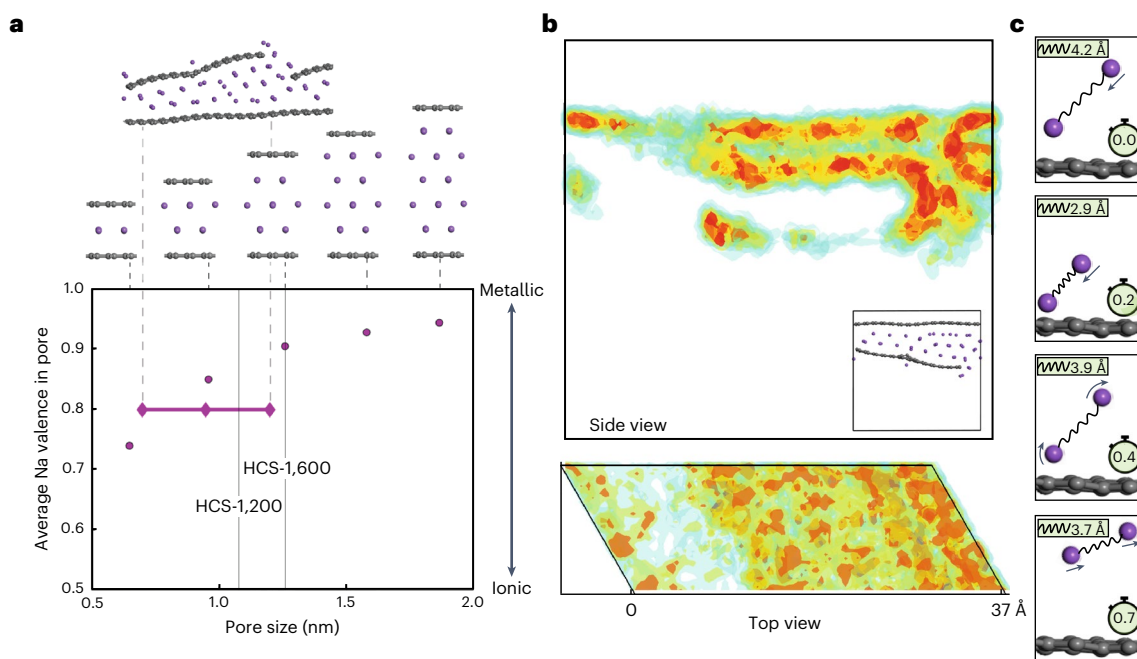 a
1.0
0.9
0.8
0.7
0.6
0.5
0.5
1.0
1.5
2.0
Average Na valence in pore
Pore size (nm)
HCS-1,600
HCS-1,200
Metallic
Ionic
b
Side view
0
37 Å
Top view
c
4.2 Å
0.0
2.9 Å
0.2
3.9 Å
0.4
3.7 Å
0.7